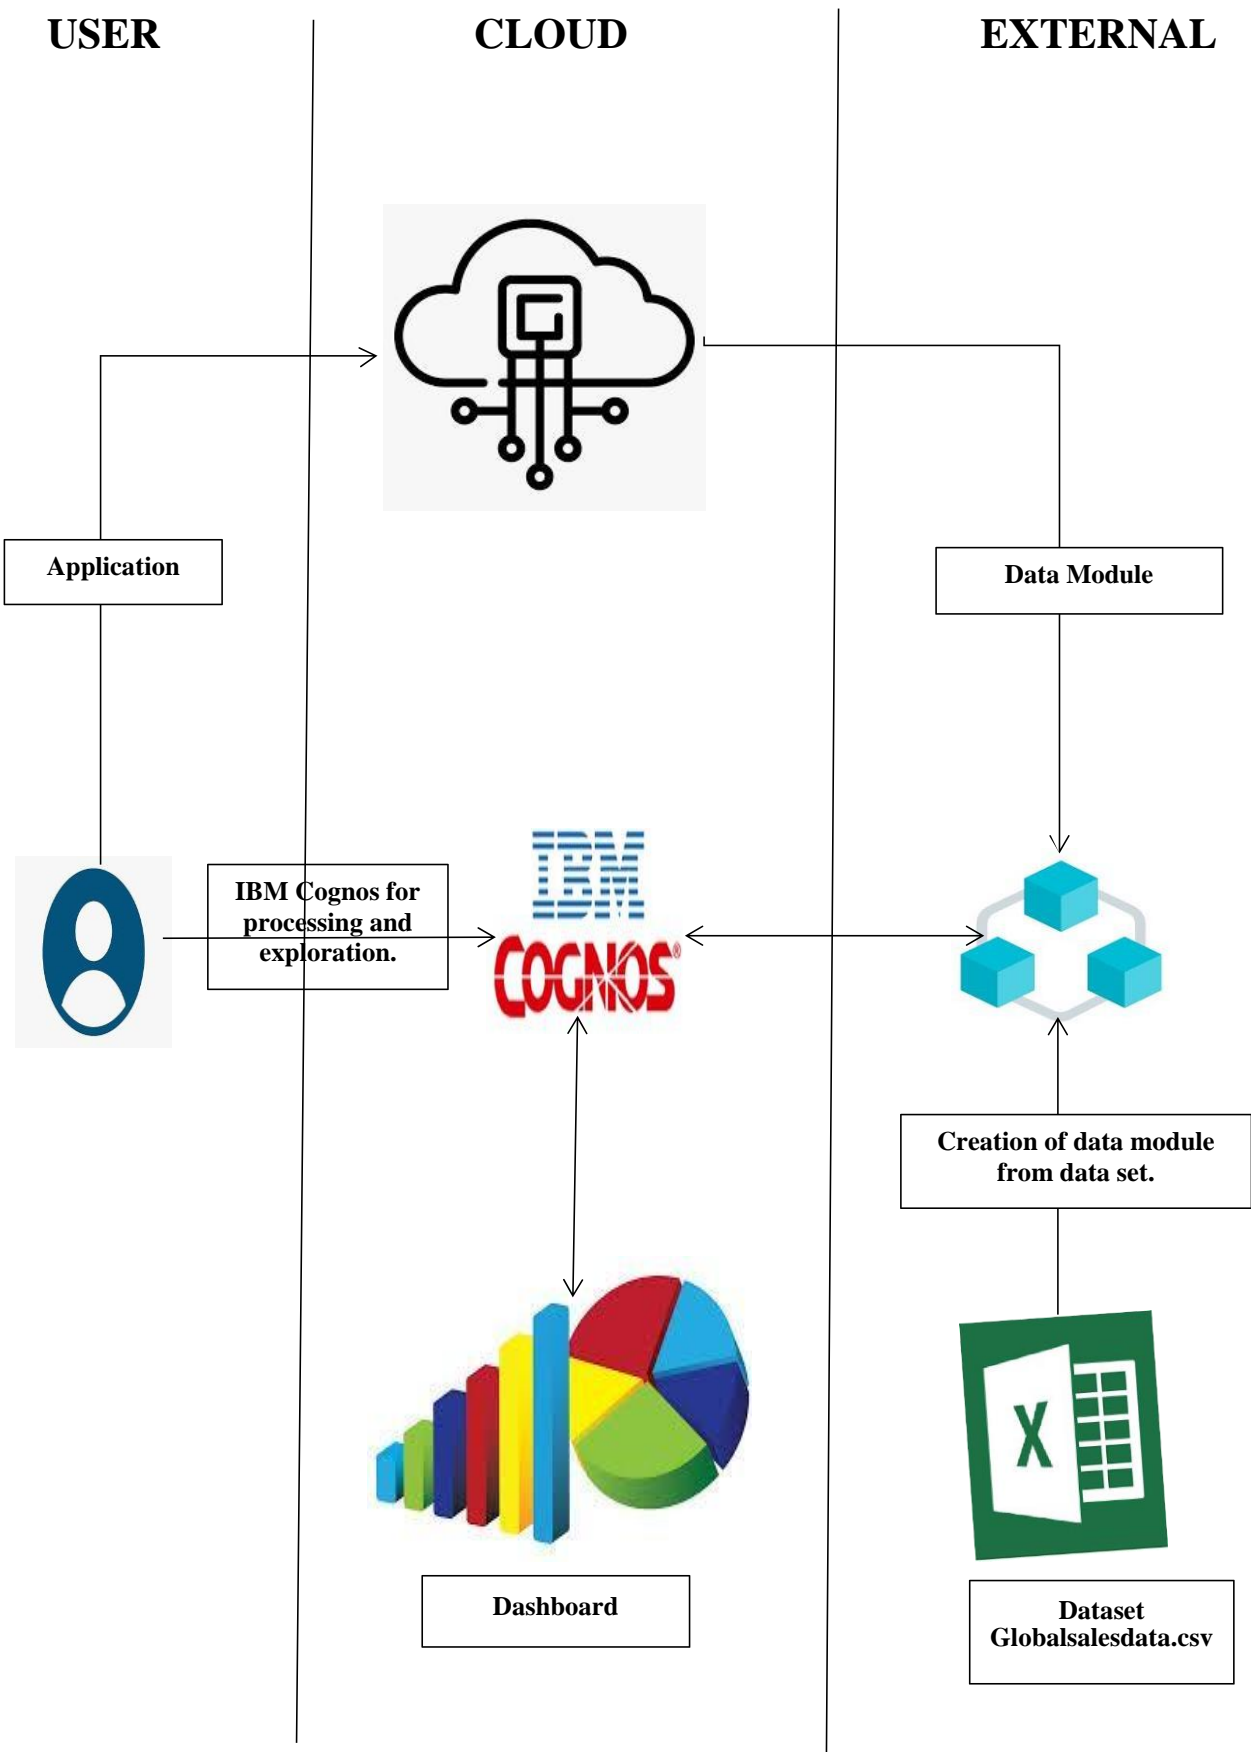 USER
CLOUD
EXTERNAL
Application
Data Module
IBM Cognos for
processing and
exploration.
IBM
COGNOS®
Creation of data module
from data set.
X
Dashboard
Dataset
Globalsalesdata.csv